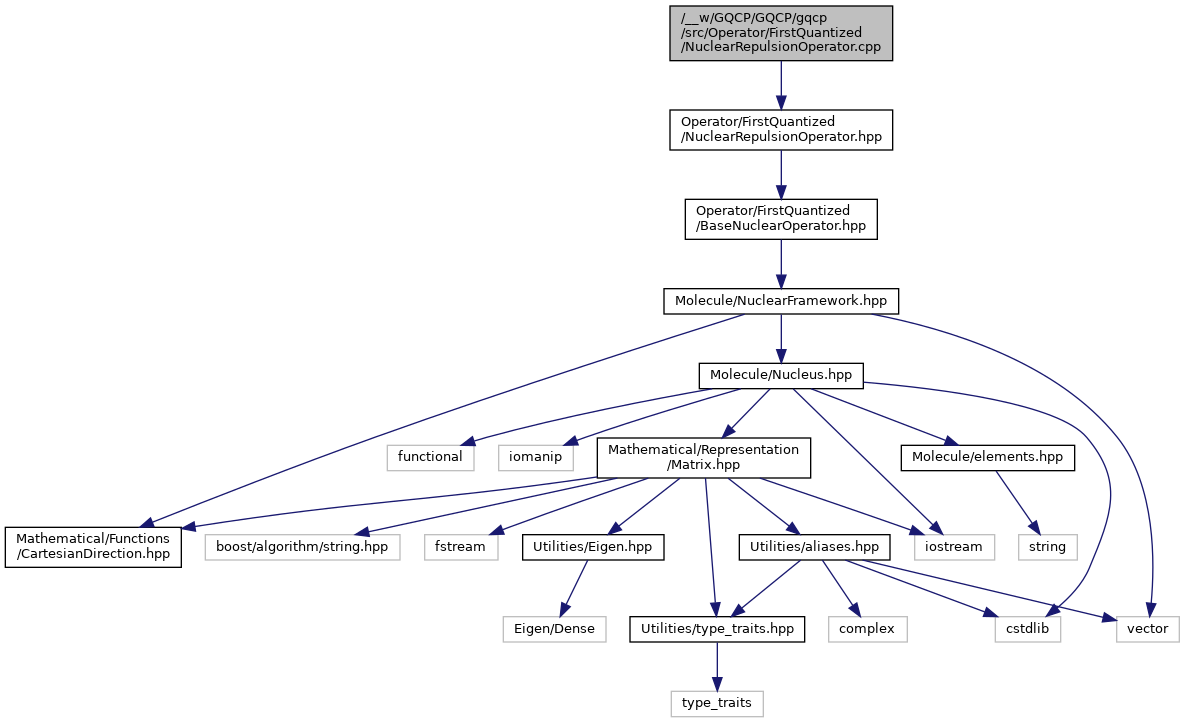 /__w/GQCP/GQCP/gqcp
/src/Operator/FirstQuantized
/NuclearRepulsionOperator.cpp
Operator/FirstQuantized
/NuclearRepulsionOperator.hpp
Operator/FirstQuantized
/BaseNuclearOperator.hpp
Molecule/NuclearFramework.hpp
Molecule/Nucleus.hpp
functional
iomanip
Mathematical/Representation
/Matrix.hpp
Molecule/elements.hpp
Mathematical/Functions
/CartesianDirection.hpp
boost/algorithm/string.hpp
fstream
Utilities/Eigen.hpp
Utilities/aliases.hpp
iostream
string
Eigen/Dense
Utilities/type_traits.hpp
complex
cstdlib
vector
type_traits